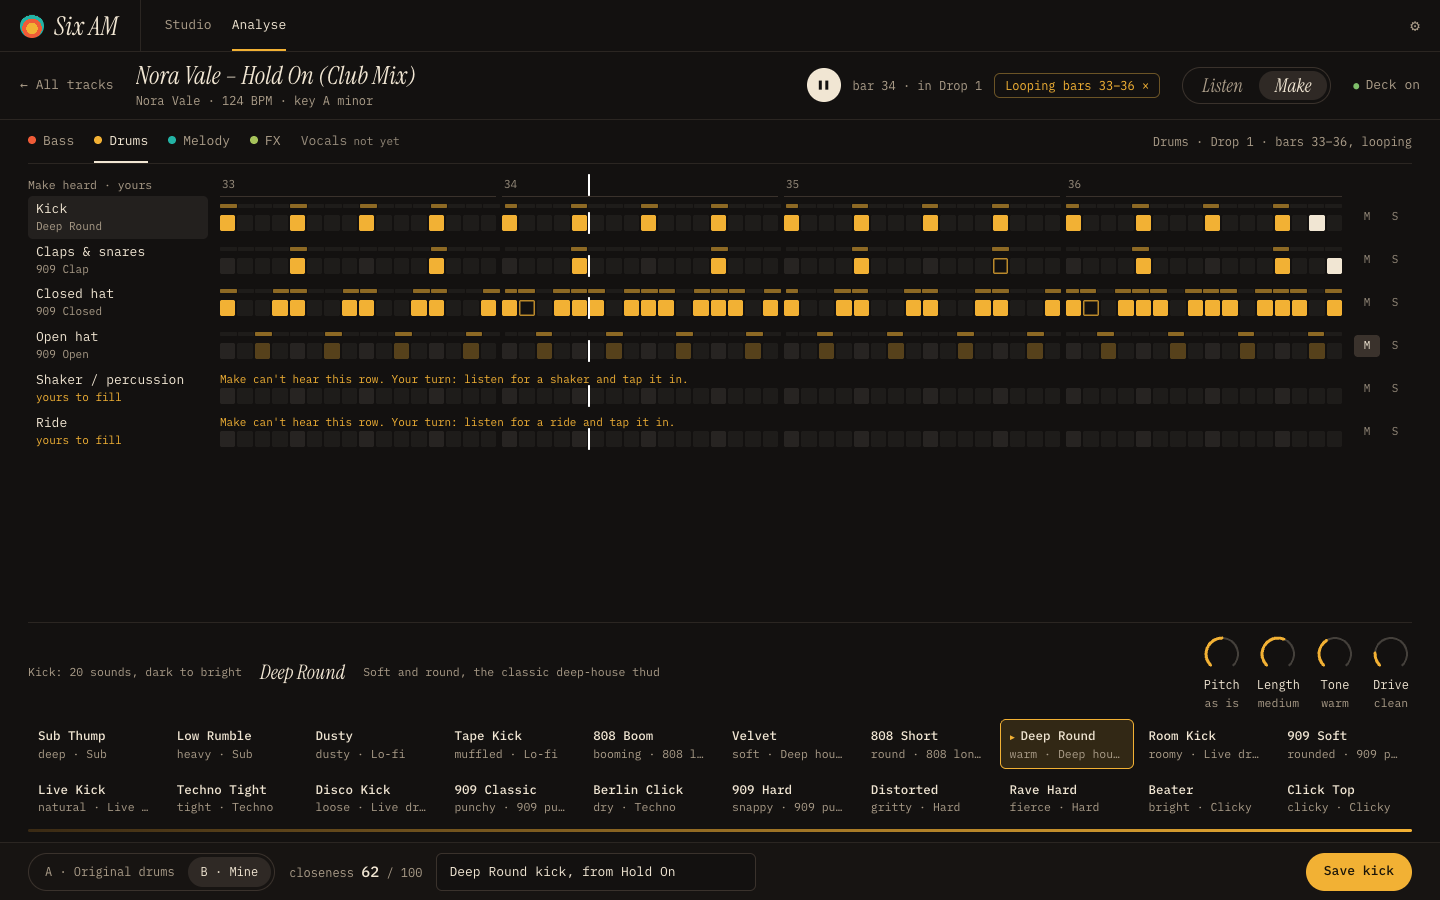 Six AM
Studio Analyse
← All tracks
Nora Vale – Hold On (Club Mix)
Nora Vale · 124 BPM · key A minor
bar 34 · in Drop 1
Looping bars 33–36 ×
Listen Make
Deck on
Bass Drums Melody FX Vocals not yet
Drums · Drop 1 · bars 33–36, looping
Make heard · yours
33 34 35 36
Kick
Deep Round
M S
Claps & snares
909 Clap
M S
Closed hat
909 Closed
M S
Open hat
909 Open
M S
Shaker / percussion
yours to fill
Make can't hear this row. Your turn: listen for a shaker and tap it in.
M S
Ride
yours to fill
Make can't hear this row. Your turn: listen for a ride and tap it in.
M S
Kick: 20 sounds, dark to bright
Deep Round
Soft and round, the classic deep-house thud
Pitch Length Tone Drive
as is medium warm clean
Sub Thump Low Rumble Dusty Tape Kick 808 Boom Velvet 808 Short ▸ Deep Round Room Kick 909 Soft
deep · Sub heavy · Sub dusty · Lo-fi muffled · Lo-fi booming · 808 l… soft · Deep hou… round · 808 lon… warm · Deep hou… roomy · Live dr… rounded · 909 p…
Live Kick Techno Tight Disco Kick 909 Classic Berlin Click 909 Hard Distorted Rave Hard Beater Click Top
natural · Live … tight · Techno loose · Live dr… punchy · 909 pu… dry · Techno snappy · 909 pu… gritty · Hard fierce · Hard bright · Clicky clicky · Clicky
A · Original drums B · Mine
closeness 62 / 100
Deep Round kick, from Hold On
Save kick